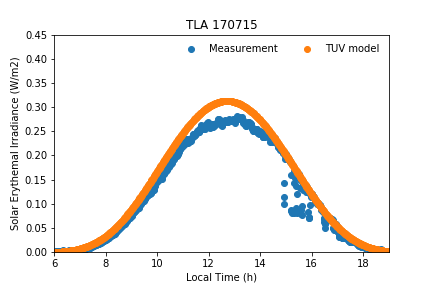 TLA 170715
Measurement TUV model
Solar Erythemal Irradiance (W/m2)
0.45
0.40
0.35
0.30
0.25
0.20
0.15
0.10
0.05
0.00
6 8 10 12 14 16 18
Local Time (h)